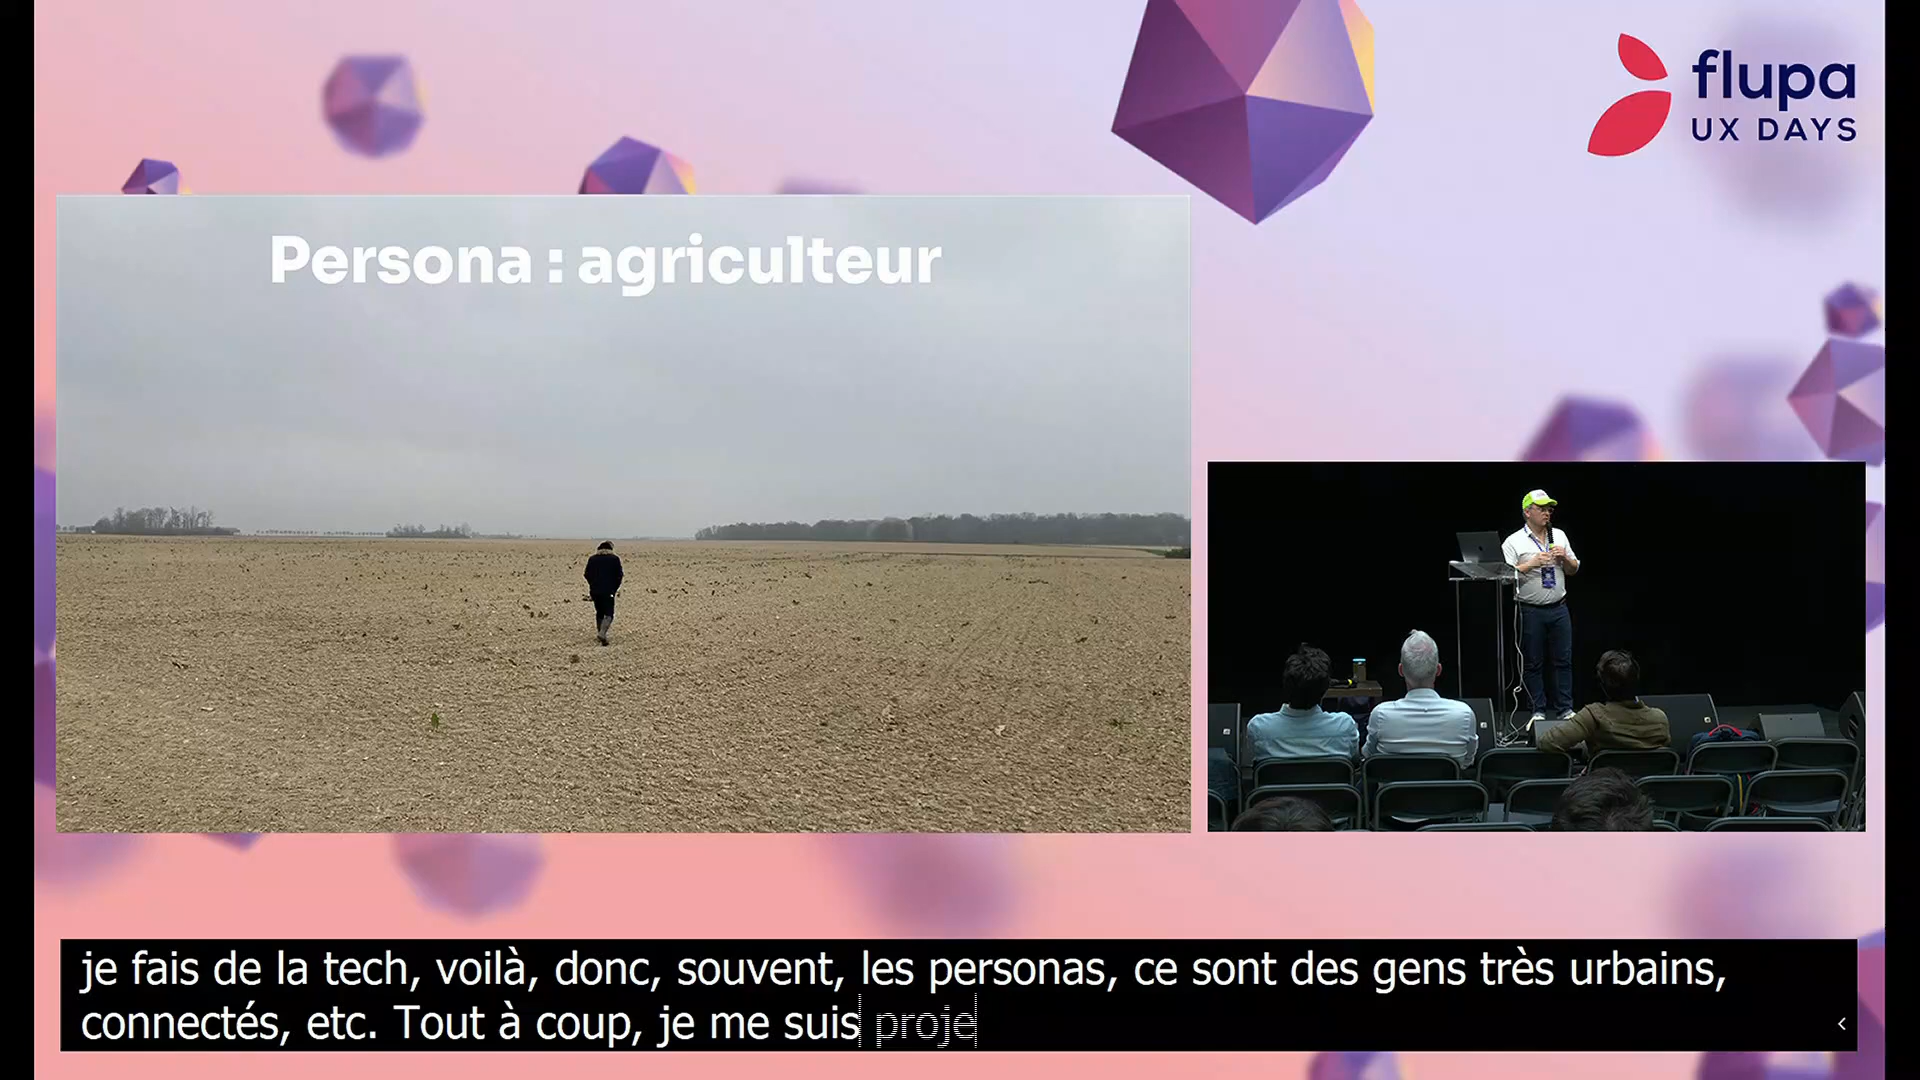 flupa
UX DAYS
Persona : agriculteur
je fais de la tech, voilà, donc, souvent, les personas, ce sont des gens très urbains,
connectés, etc. Tout à coup, je me suis proje